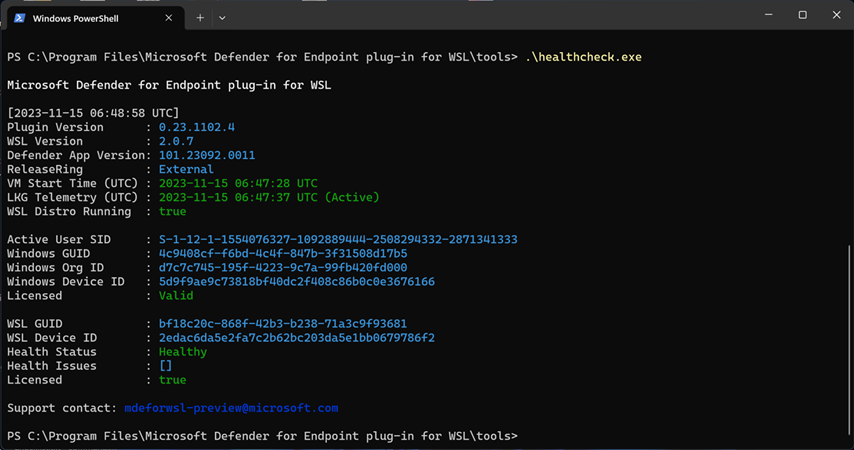 Windows PowerShell
PS C:\Program Files\Microsoft Defender for Endpoint plug-in for WSL\tools> .\healthcheck.exe
Microsoft Defender for Endpoint plug-in for WSL
[2023-11-15 06:48:58 UTC]
Plugin Version      : 0.23.1102.4
WSL Version         : 2.0.7
Defender App Version: 101.23092.0011
ReleaseRing         : External
VM Start Time (UTC) : 2023-11-15 06:47:28 UTC
LKG Telemetry (UTC) : 2023-11-15 06:47:37 UTC (Active)
WSL Distro Running  : true
Active User SID     : S-1-12-1-1554076327-1092889444-2508294332-2871341333
Windows GUID        : 4c9408cf-f6bd-4c4f-847b-3f31508d17b5
Windows Org ID      : d7c7c745-195f-4223-9c7a-99fb420fd000
Windows Device ID   : 5d9f9ae9c73818bf40dc2f408c86b0c0e3676166
Licensed            : Valid
WSL GUID            : bf18c20c-868f-42b3-b238-71a3c9f93681
WSL Device ID       : 2edac6da5e2fa7c2b62bc203da5e1bb0679786f2
Health Status       : Healthy
Health Issues       : []
Licensed            : true
Support contact: mdeforwsl-preview@microsoft.com
PS C:\Program Files\Microsoft Defender for Endpoint plug-in for WSL\tools>